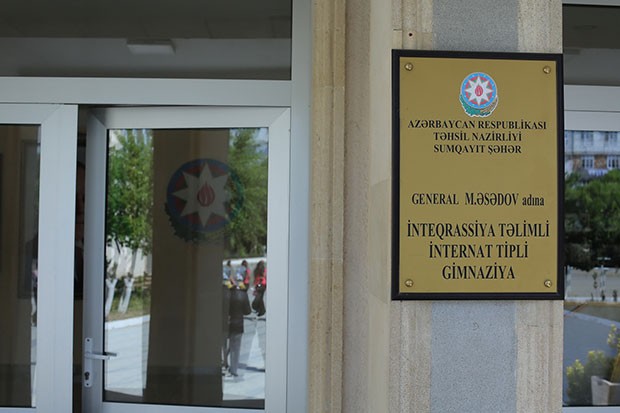 AZƏRBAYCAN RESPUBLİKASI
TƏHSİL NAZİRLİYİ
SUMQAYIT ŞƏHƏR
GENERAL M.ƏSƏDOV adına
İNTEQRASSİYA TƏLİMLİ
İNTERNAT TİPLİ
GİMNAZİYA